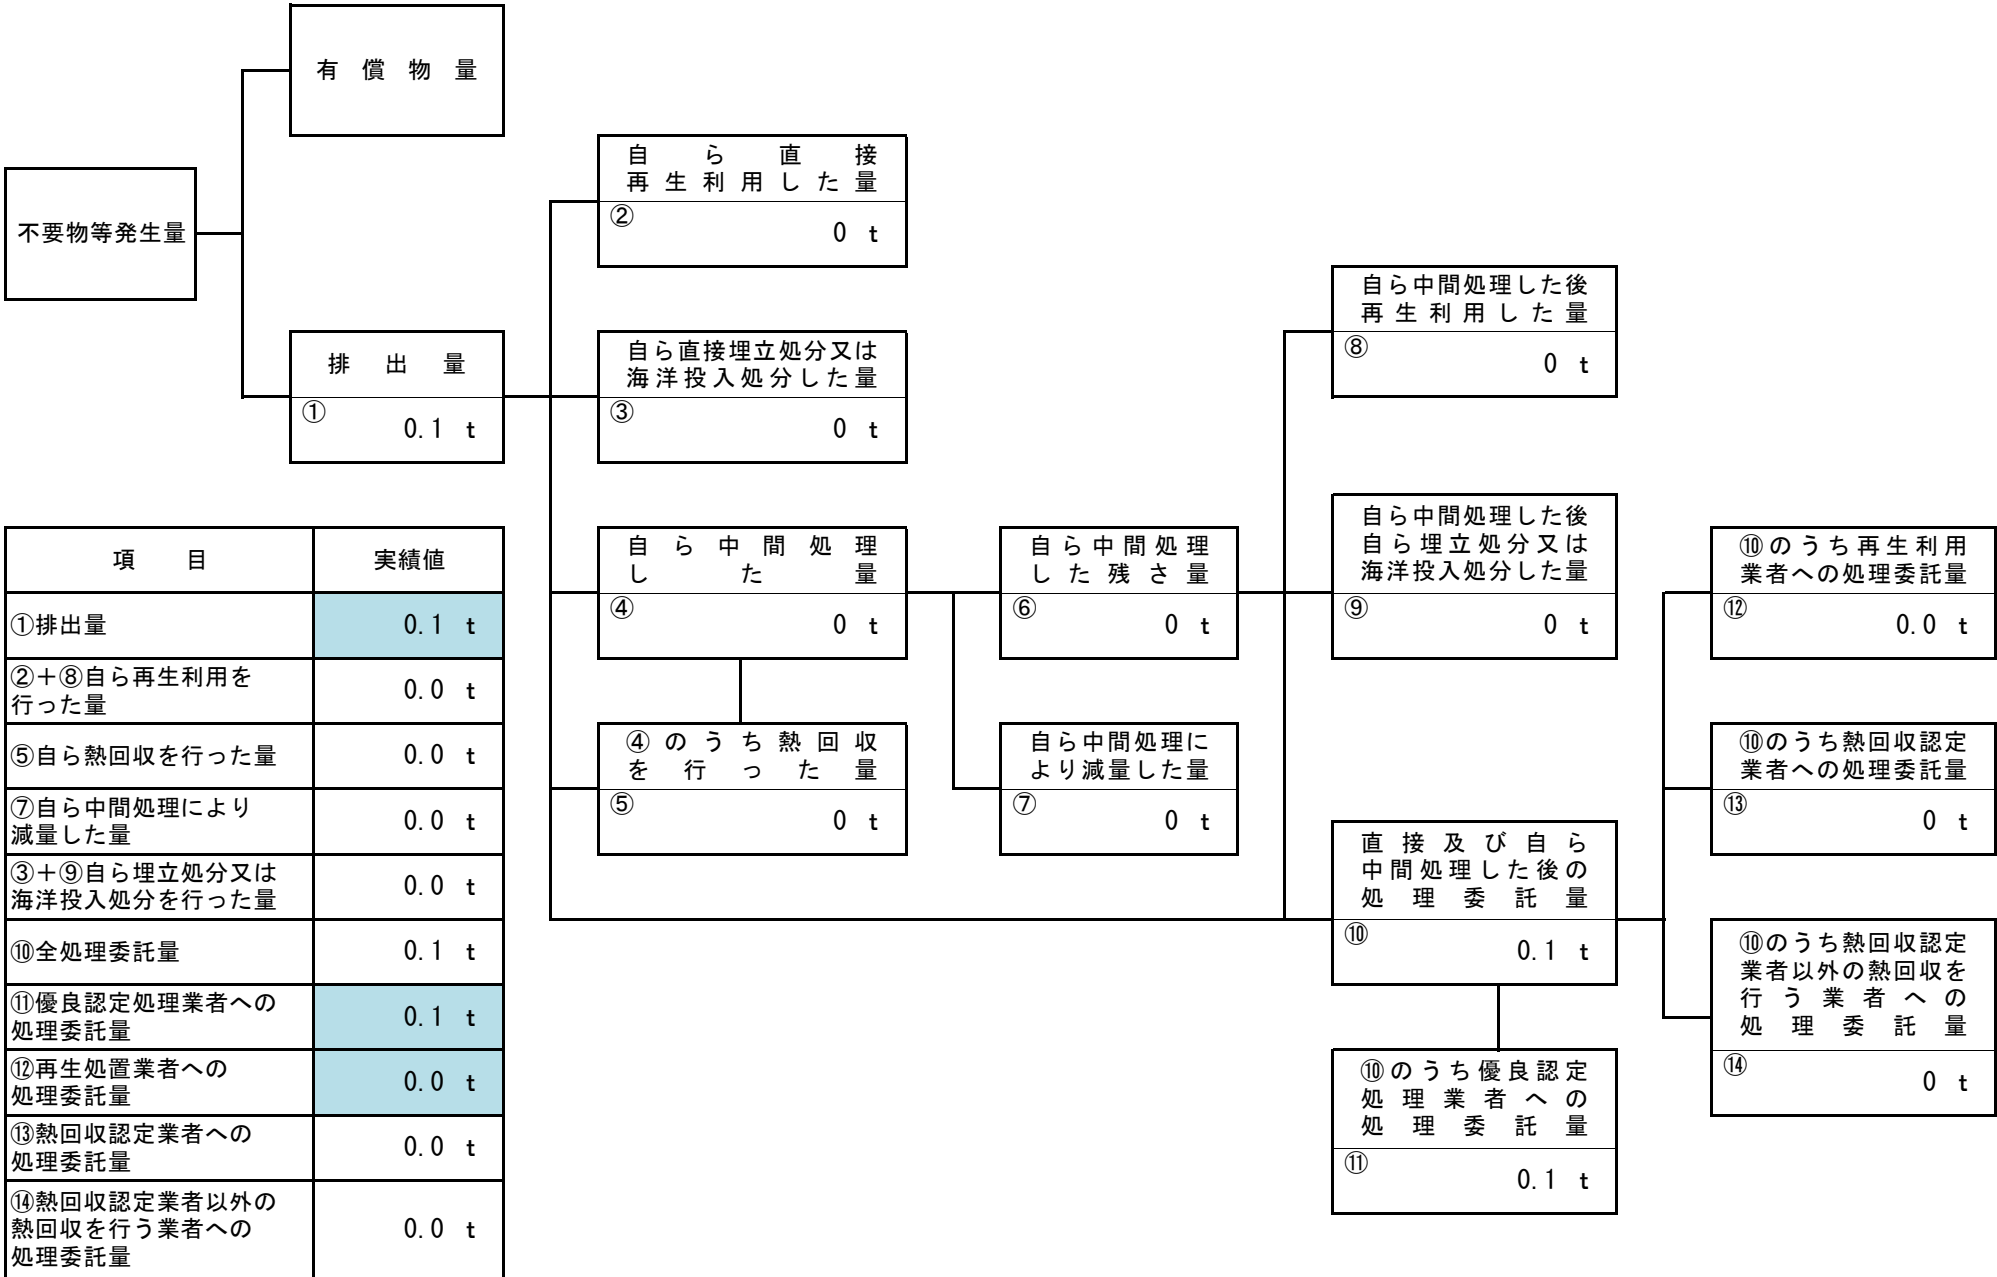 有償物量
不要物等発生量
排出量
①
0.1 t
自ら直接
再生利用した量
②
0 t
自ら直接埋立処分又は
海洋投入処分した量
③
0 t
自ら中間処理
した量
④
0 t
④のうち熱回収
を行った量
⑤
0 t
自ら中間処理
した残さ量
⑥
0 t
自ら中間処理に
より減量した量
⑦
0 t
自ら中間処理した後
再生利用した量
⑧
0 t
自ら中間処理した後
自ら埋立処分又は
海洋投入処分した量
⑨
0 t
直接及び自ら
中間処理した後の
処理委託量
⑩
0.1 t
⑩のうち優良認定
処理業者への
処理委託量
⑪
0.1 t
⑩のうち再生利用
業者への処理委託量
⑫
0.0 t
⑩のうち熱回収認定
業者への処理委託量
⑬
0 t
⑩のうち熱回収認定
業者以外の熱回収を
行う業者への
処理委託量
⑭
0 t
項目 実績値
①排出量 0.1 t
②＋⑧自ら再生利用を
行った量 0.0 t
⑤自ら熱回収を行った量 0.0 t
⑦自ら中間処理により
減量した量 0.0 t
③＋⑨自ら埋立処分又は
海洋投入処分を行った量 0.0 t
⑩全処理委託量 0.1 t
⑪優良認定処理業者への
処理委託量 0.1 t
⑫再生処置業者への
処理委託量 0.0 t
⑬熱回収認定業者への
処理委託量 0.0 t
⑭熱回収認定業者以外の
熱回収を行う業者への
処理委託量 0.0 t